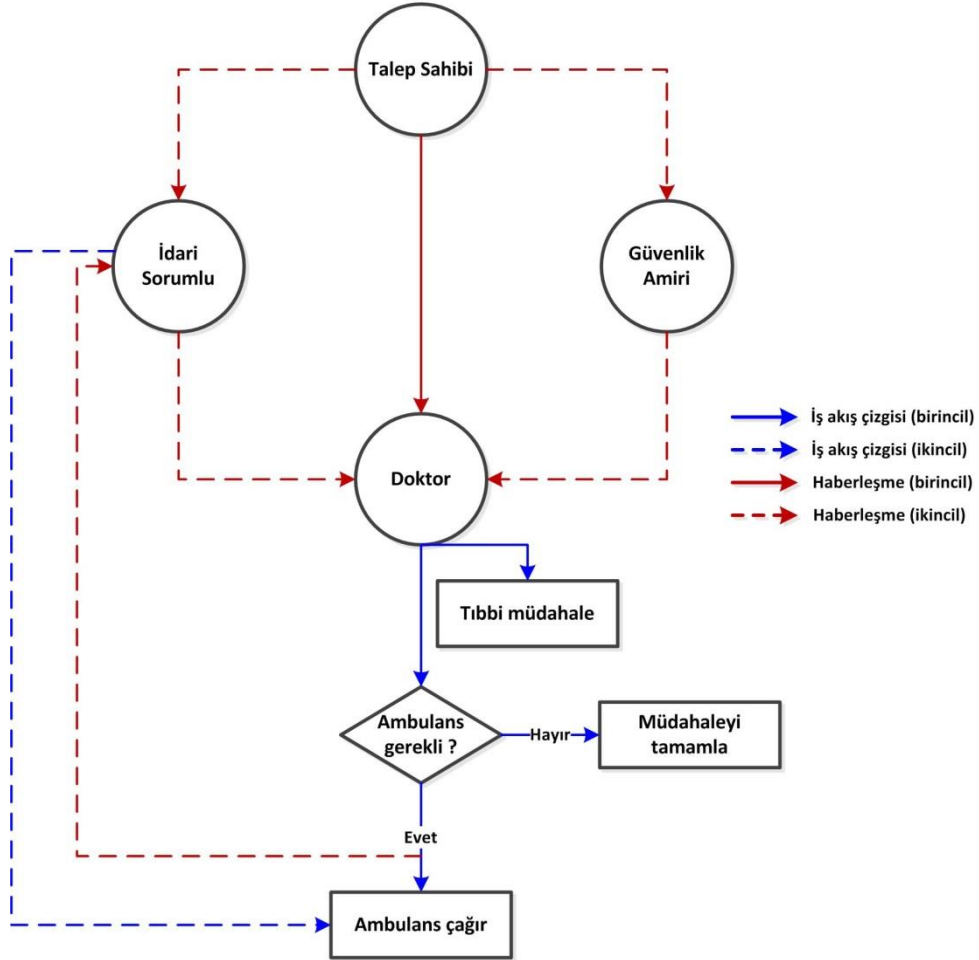 Talep Sahibi
İdari
Sorumlu
Güvenlik
Amiri
Doktor
İş akış çizgisi (birincil)
İş akış çizgisi (ikincil)
Haberleşme (birincil)
Haberleşme (ikincil)
Tıbbi müdahale
Ambulans
gerekli ?
Hayır
Müdahaleyi
tamamla
Evet
Ambulans çağır